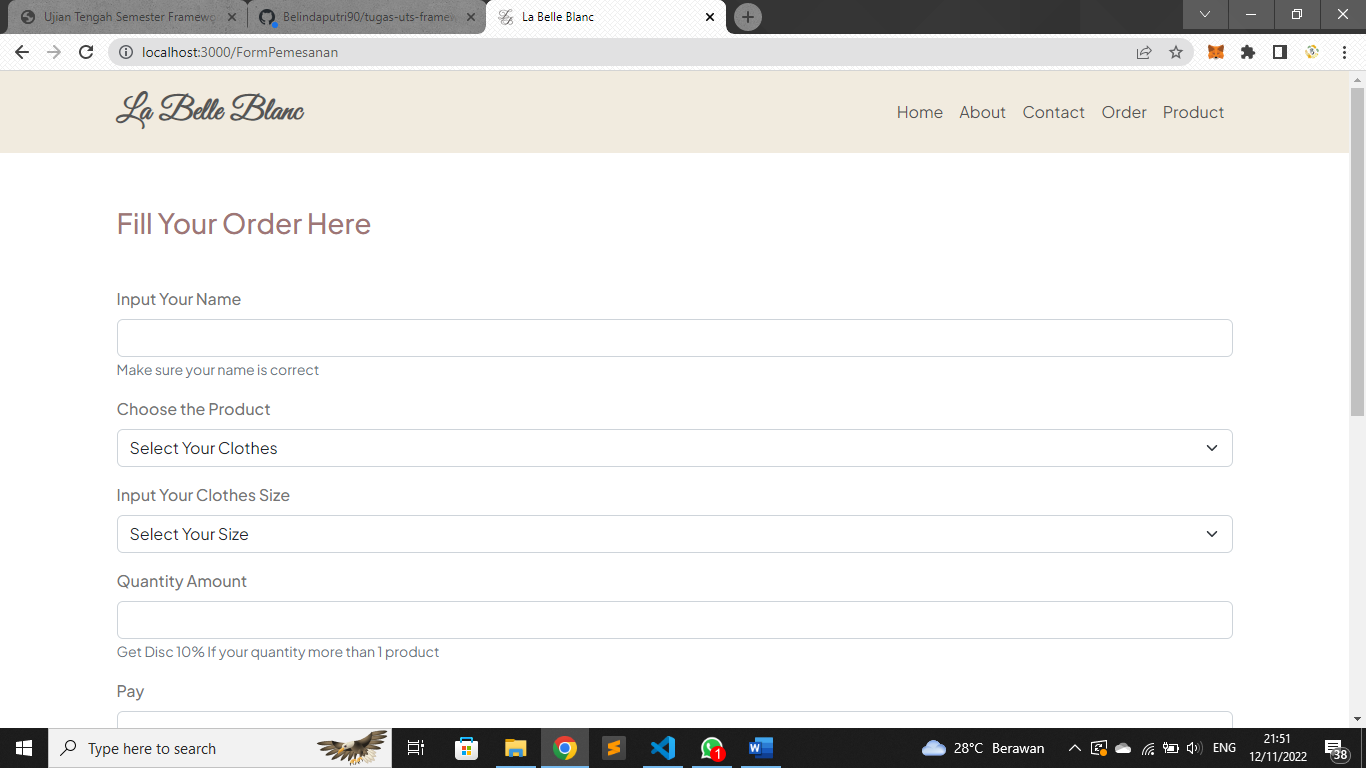 Ujian Tengah Semester Framewo
Belindaputri90/tugas-uts-framew
La Belle Blanc
localhost:3000/FormPemesanan
La Belle Blanc
Home About Contact Order Product
Fill Your Order Here
Input Your Name
Make sure your name is correct
Choose the Product
Select Your Clothes
Input Your Clothes Size
Select Your Size
Quantity Amount
Get Disc 10% If your quantity more than 1 product
Pay
Type here to search
1
28°C Berawan
ENG
21:51
12/11/2022
38